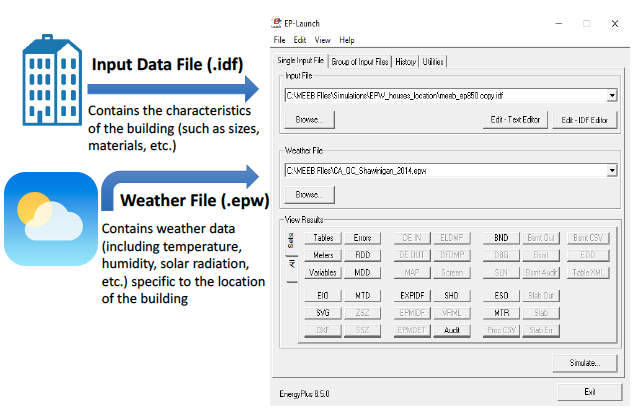 Input Data File (.idf)
Contains the characteristics
of the building (such as sizes,
materials, etc.)
Weather File (.epw)
Contains weather data
(including temperature,
humidity, solar radiation,
etc.) specific to the location
of the building
EP-Launch
File Edit View Help
Single Input File Group of Input Files History Utilities
Input File
C:\MEEB Files\Simulations\EPW_houses_location\meeb_ep850 copy.idf
Browse... Edit - Text Editor Edit - IDF Editor
Weather File
C:\MEEB Files\CA_QC_Shawinigan_2014.epw
Browse...
View Results
Sets
All
Tables Errors DE IN ELDMP BND Bsmt Out Bsmt CSV
Meters RDD DE OUT DFDMP DBG Bsmt EDD
Variables MDD MAP Screen SLN Bsmt Audit Table XML
EIO MTD EXPIDF SHD ESO Slab Out
SVG ZSZ EPMIDF VRML MTR Slab
DXF SSZ EPMDET Audit Proc CSV Slab Err
Simulate...
EnergyPlus 8.5.0 Exit